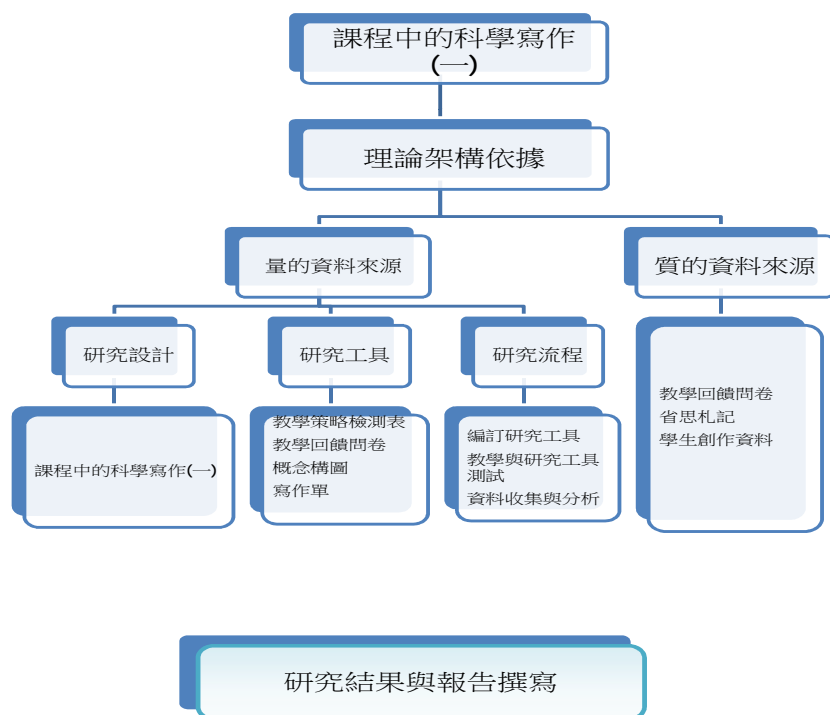 課程中的科學寫作
(一)
理論架構依據
量的資料來源
質的資料來源
研究設計
研究工具
研究流程
課程中的科學寫作(一)
教學策略檢測表
教學回饋問卷
概念構圖
寫作單
編訂研究工具
教學與研究工具
測試
資料收集與分析
教學回饋問卷
省思札記
學生創作資料
研究結果與報告撰寫